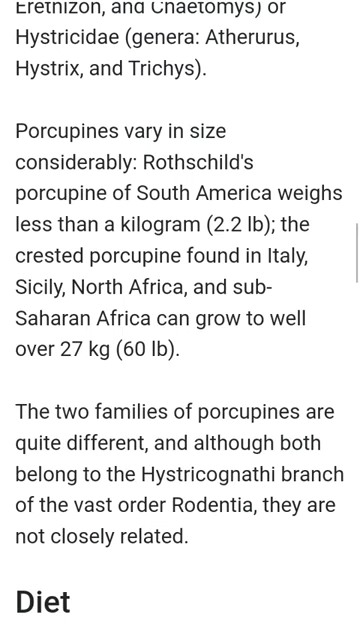 Erethizon, and Chaetomys) or
Hystricidae (genera: Atherurus,
Hystrix, and Trichys).
Porcupines vary in size
considerably: Rothschild's
porcupine of South America weighs
less than a kilogram (2.2 lb); the
crested porcupine found in Italy,
Sicily, North Africa, and sub-
Saharan Africa can grow to well
over 27 kg (60 lb).
The two families of porcupines are
quite different, and although both
belong to the Hystricognathi branch
of the vast order Rodentia, they are
not closely related.
Diet